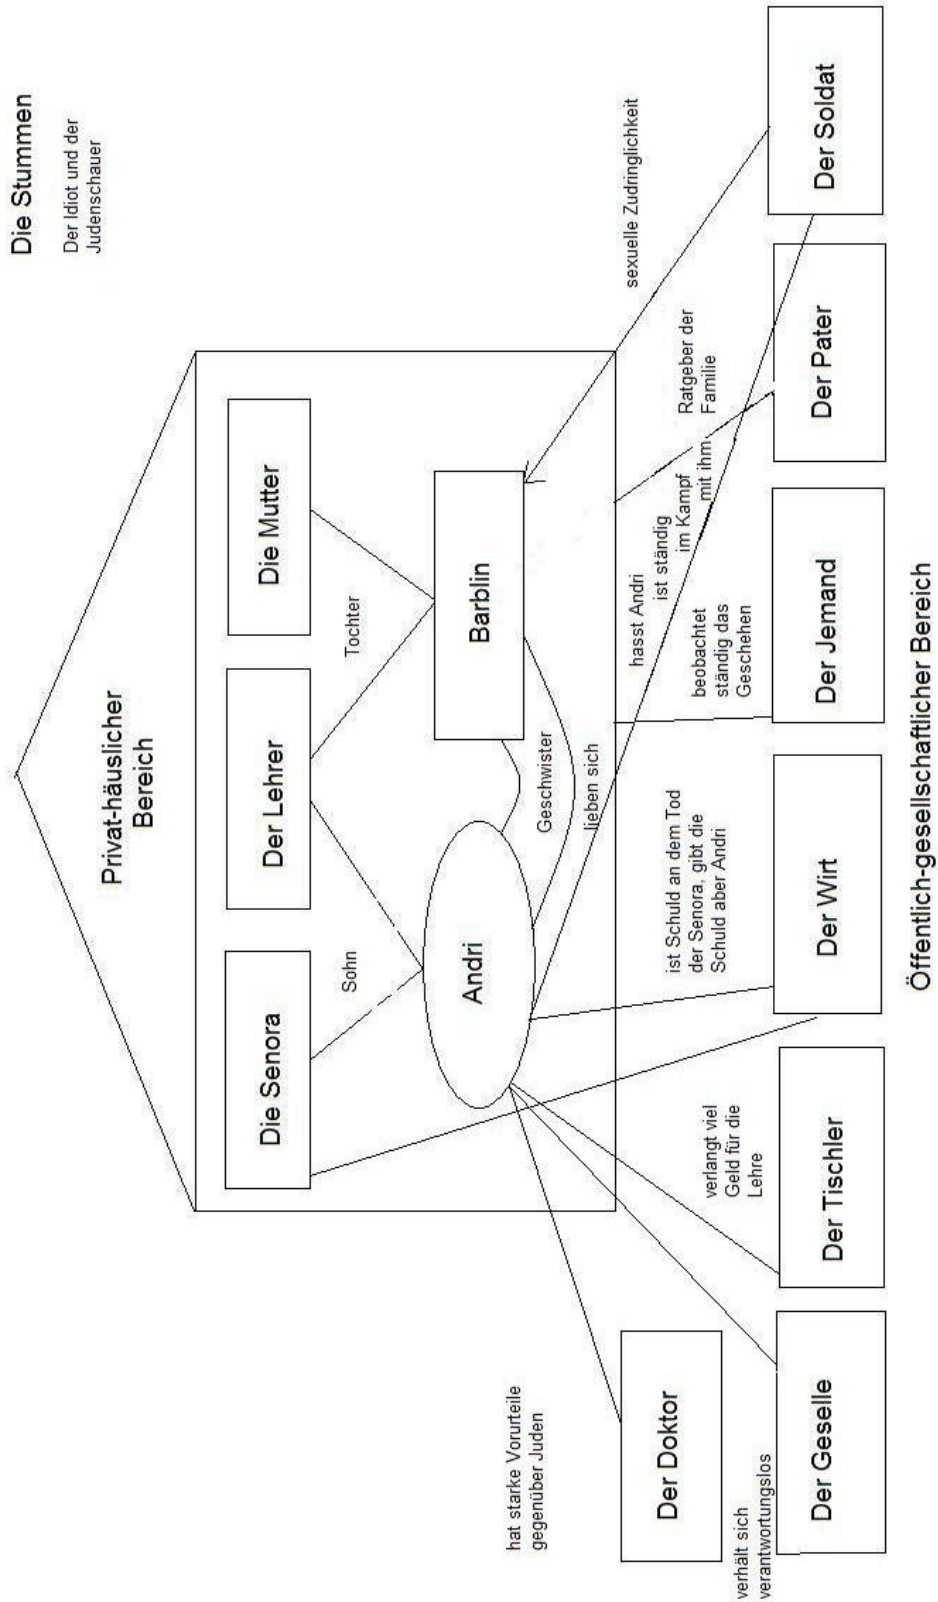 Die Stummen
Der Idiot und der
Judenschauer
Privat-häuslicher
Bereich
Die Senora
Der Lehrer
Die Mutter
Sohn
Tochter
Andri
Barblin
Geschwister
lieben sich
hat starke Vorurteile
gegenüber Juden
Der Doktor
verhält sich
verantwortungslos
verlangt viel
Geld für die
Lehre
ist Schuld an dem Tod
der Senora, gibt die
Schuld aber Andri
beobachtet
ständig das
Geschehen
hasst Andri
ist ständig
im Kampf
mit ihm
Ratgeber der
Familie
sexuelle Zudringlichkeit
Der Geselle
Der Tischler
Der Wirt
Der Jemand
Der Pater
Der Soldat
Öffentlich-gesellschaftlicher Bereich